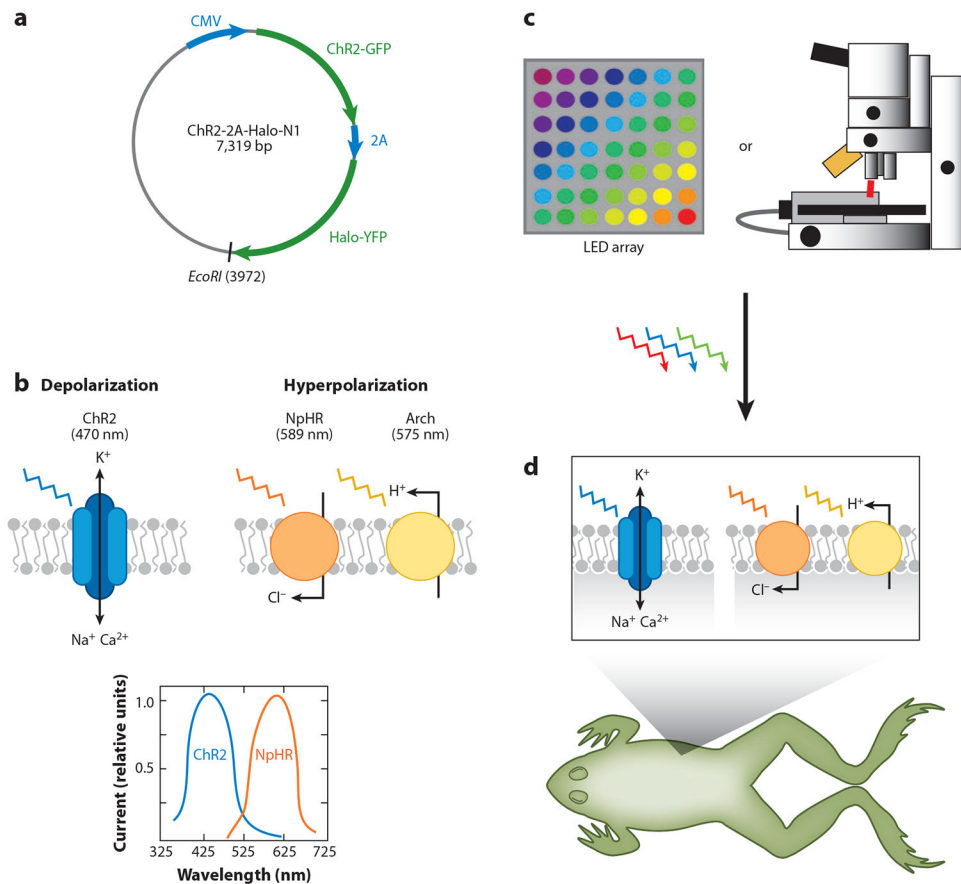 a
CMV
ChR2-GFP
ChR2-2A-Halo-N1
7,319 bp
2A
Halo-YFP
EcoRI (3972)
b
Depolarization
Hyperpolarization
ChR2
(470 nm)
NpHR
(589 nm)
Arch
(575 nm)
K⁺
H⁺
Cl⁻
Na⁺ Ca²⁺
Current (relative units)
1.0
0.5
ChR2
NpHR
325
425
525
625
725
Wavelength (nm)
c
or
LED array
d
K⁺
H⁺
Cl⁻
Na⁺ Ca²⁺